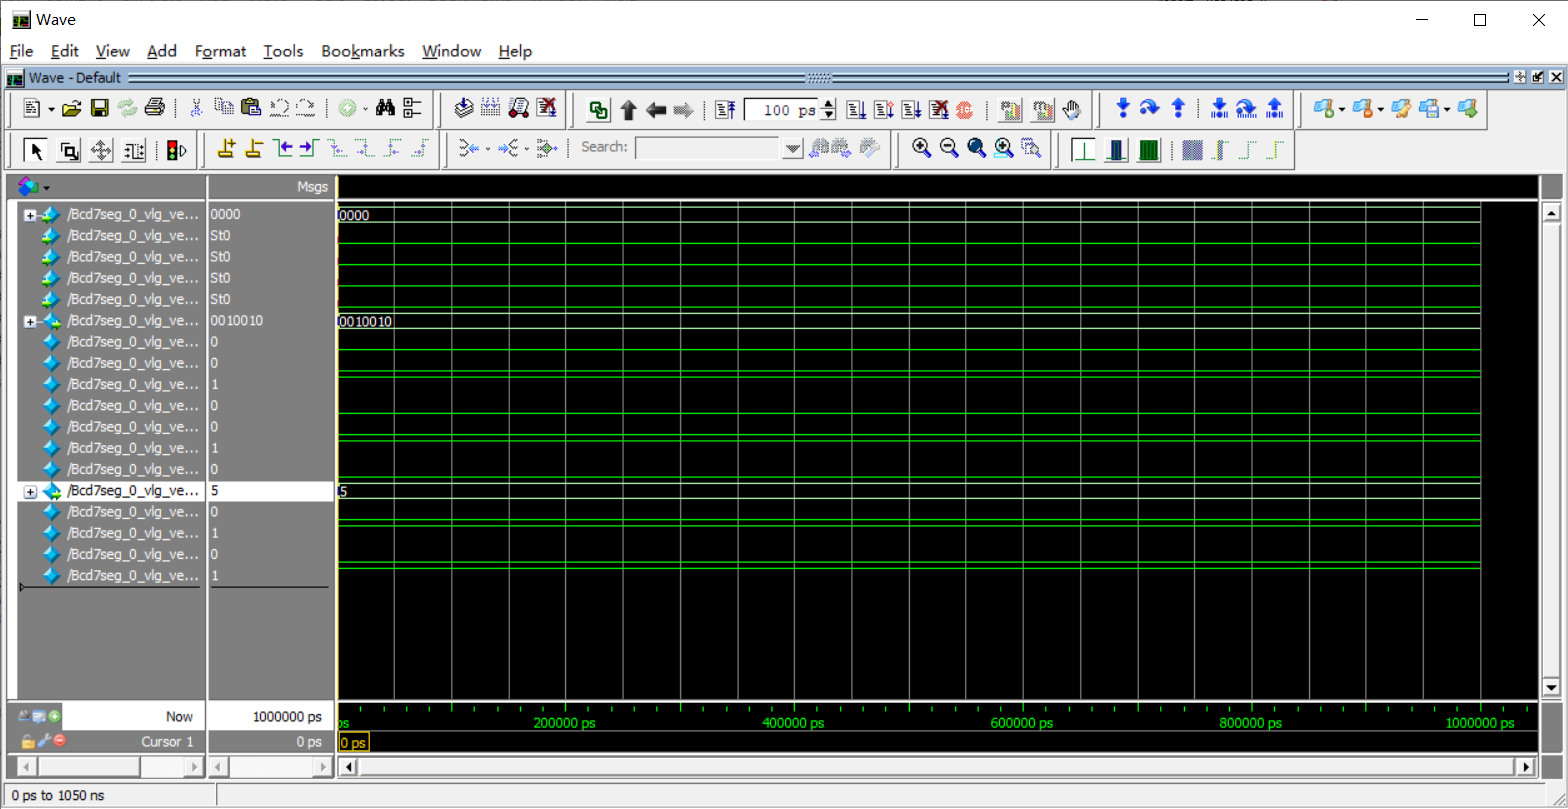 Wave
File Edit View Add Format Tools Bookmarks Window Help
Wave - Default
100 ps
Search:
Msgs
/Bcd7seg_0_vlg_ve... 0000 0000
/Bcd7seg_0_vlg_ve... St0
/Bcd7seg_0_vlg_ve... St0
/Bcd7seg_0_vlg_ve... St0
/Bcd7seg_0_vlg_ve... St0
/Bcd7seg_0_vlg_ve... 0010010 0010010
/Bcd7seg_0_vlg_ve... 0
/Bcd7seg_0_vlg_ve... 0
/Bcd7seg_0_vlg_ve... 1
/Bcd7seg_0_vlg_ve... 0
/Bcd7seg_0_vlg_ve... 0
/Bcd7seg_0_vlg_ve... 1
/Bcd7seg_0_vlg_ve... 0
/Bcd7seg_0_vlg_ve... 5 5
/Bcd7seg_0_vlg_ve... 0
/Bcd7seg_0_vlg_ve... 1
/Bcd7seg_0_vlg_ve... 0
/Bcd7seg_0_vlg_ve... 1
Now 1000000 ps ps 200000 ps 400000 ps 600000 ps 800000 ps 1000000 ps
Cursor 1 0 ps 0 ps
0 ps to 1050 ns